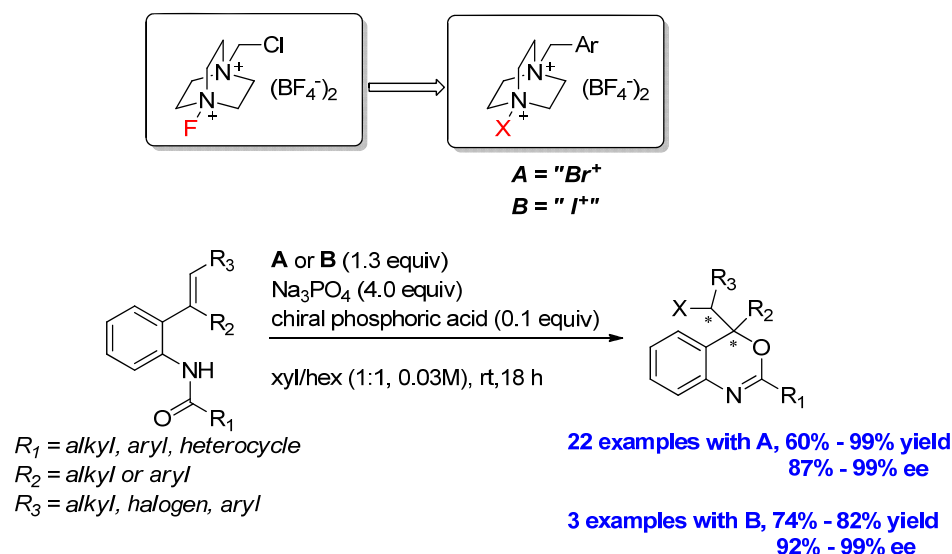 Cl
N
+
N
+
F
(BF4-)2
Ar
N
+
N
+
X
(BF4-)2
A = "Br+
B = " I+"
R3
R2
NH
O
R1
A or B (1.3 equiv)
Na3PO4 (4.0 equiv)
chiral phosphoric acid (0.1 equiv)
xyl/hex (1:1, 0.03M), rt,18 h
R3
X
*
R2
*
O
N
R1
R1 = alkyl, aryl, heterocycle
R2 = alkyl or aryl
R3 = alkyl, halogen, aryl
22 examples with A, 60% - 99% yield
87% - 99% ee
3 examples with B, 74% - 82% yield
92% - 99% ee